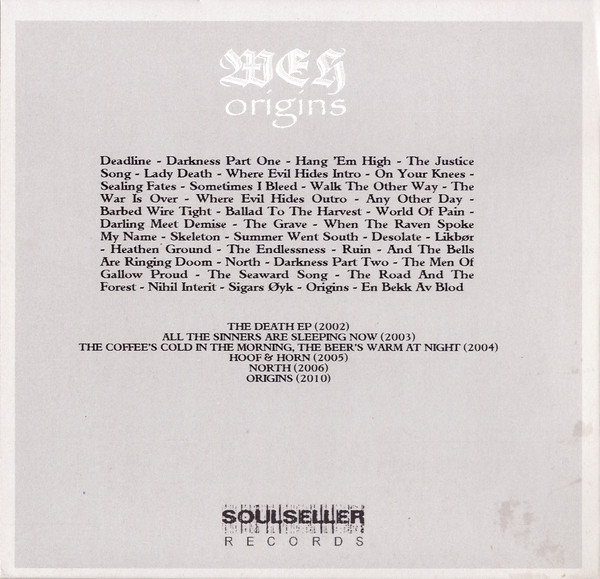 WEH
origins
Deadline - Darkness Part One - Hang 'Em High - The Justice
Song - Lady Death - Where Evil Hides Intro - On Your Knees -
Sealing Fates - Sometimes I Bleed - Walk The Other Way - The
War Is Over - Where Evil Hides Outro - Any Other Day -
Barbed Wire Tight - Ballad To The Harvest - World Of Pain -
Darling Meet Demise - The Grave - When The Raven Spoke
My Name - Skeleton - Summer Went South - Desolate - Likbør
- Heathen Ground - The Endlessness - Ruin - And The Bells
Are Ringing Doom - North - Darkness Part Two - The Men Of
Gallow Proud - The Seaward Song - The Road And The
Forest - Nihil Interit - Sigars Øyk - Origins - En Bekk Av Blod
THE DEATH EP (2002)
ALL THE SINNERS ARE SLEEPING NOW (2003)
THE COFFEE'S COLD IN THE MORNING, THE BEER'S WARM AT NIGHT (2004)
HOOF & HORN (2005)
NORTH (2006)
ORIGINS (2010)
SOULSELLER
RECORDS